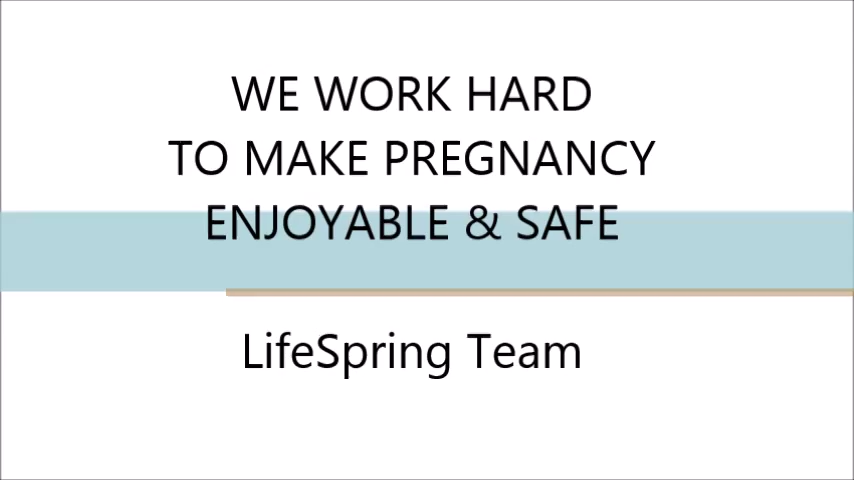 WE WORK HARD
TO MAKE PREGNANCY
ENJOYABLE & SAFE
LifeSpring Team